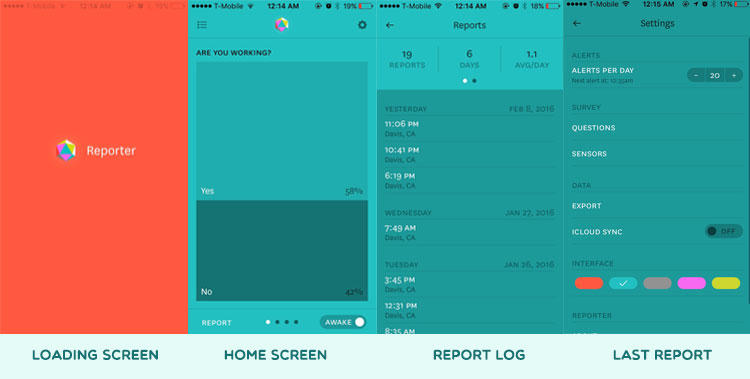 T-Mobile 12:14 AM 19%
Reporter
T-Mobile 12:14 AM 19%
ARE YOU WORKING?
Yes 58%
No 42%
REPORT AWAKE
T-Mobile 12:14 AM 18%
Reports
19 6 1.1
REPORTS DAYS AVG/DAY
YESTERDAY FEB 8, 2016
11:06 PM
Davis, CA
10:41 PM
Davis, CA
6:19 PM
Davis, CA
WEDNESDAY JAN 27, 2016
7:49 AM
Davis, CA
TUESDAY JAN 26, 2016
3:45 PM
Davis, CA
12:31 PM
Davis, CA
8:35 AM
T-Mobile 12:15 AM 17%
Settings
ALERTS
ALERTS PER DAY - 20 +
Next alert at: 10:35am
SURVEY
QUESTIONS
SENSORS
DATA
EXPORT
ICLOUD SYNC OFF
INTERFACE
REPORTER
LOADING SCREEN
HOME SCREEN
REPORT LOG
LAST REPORT